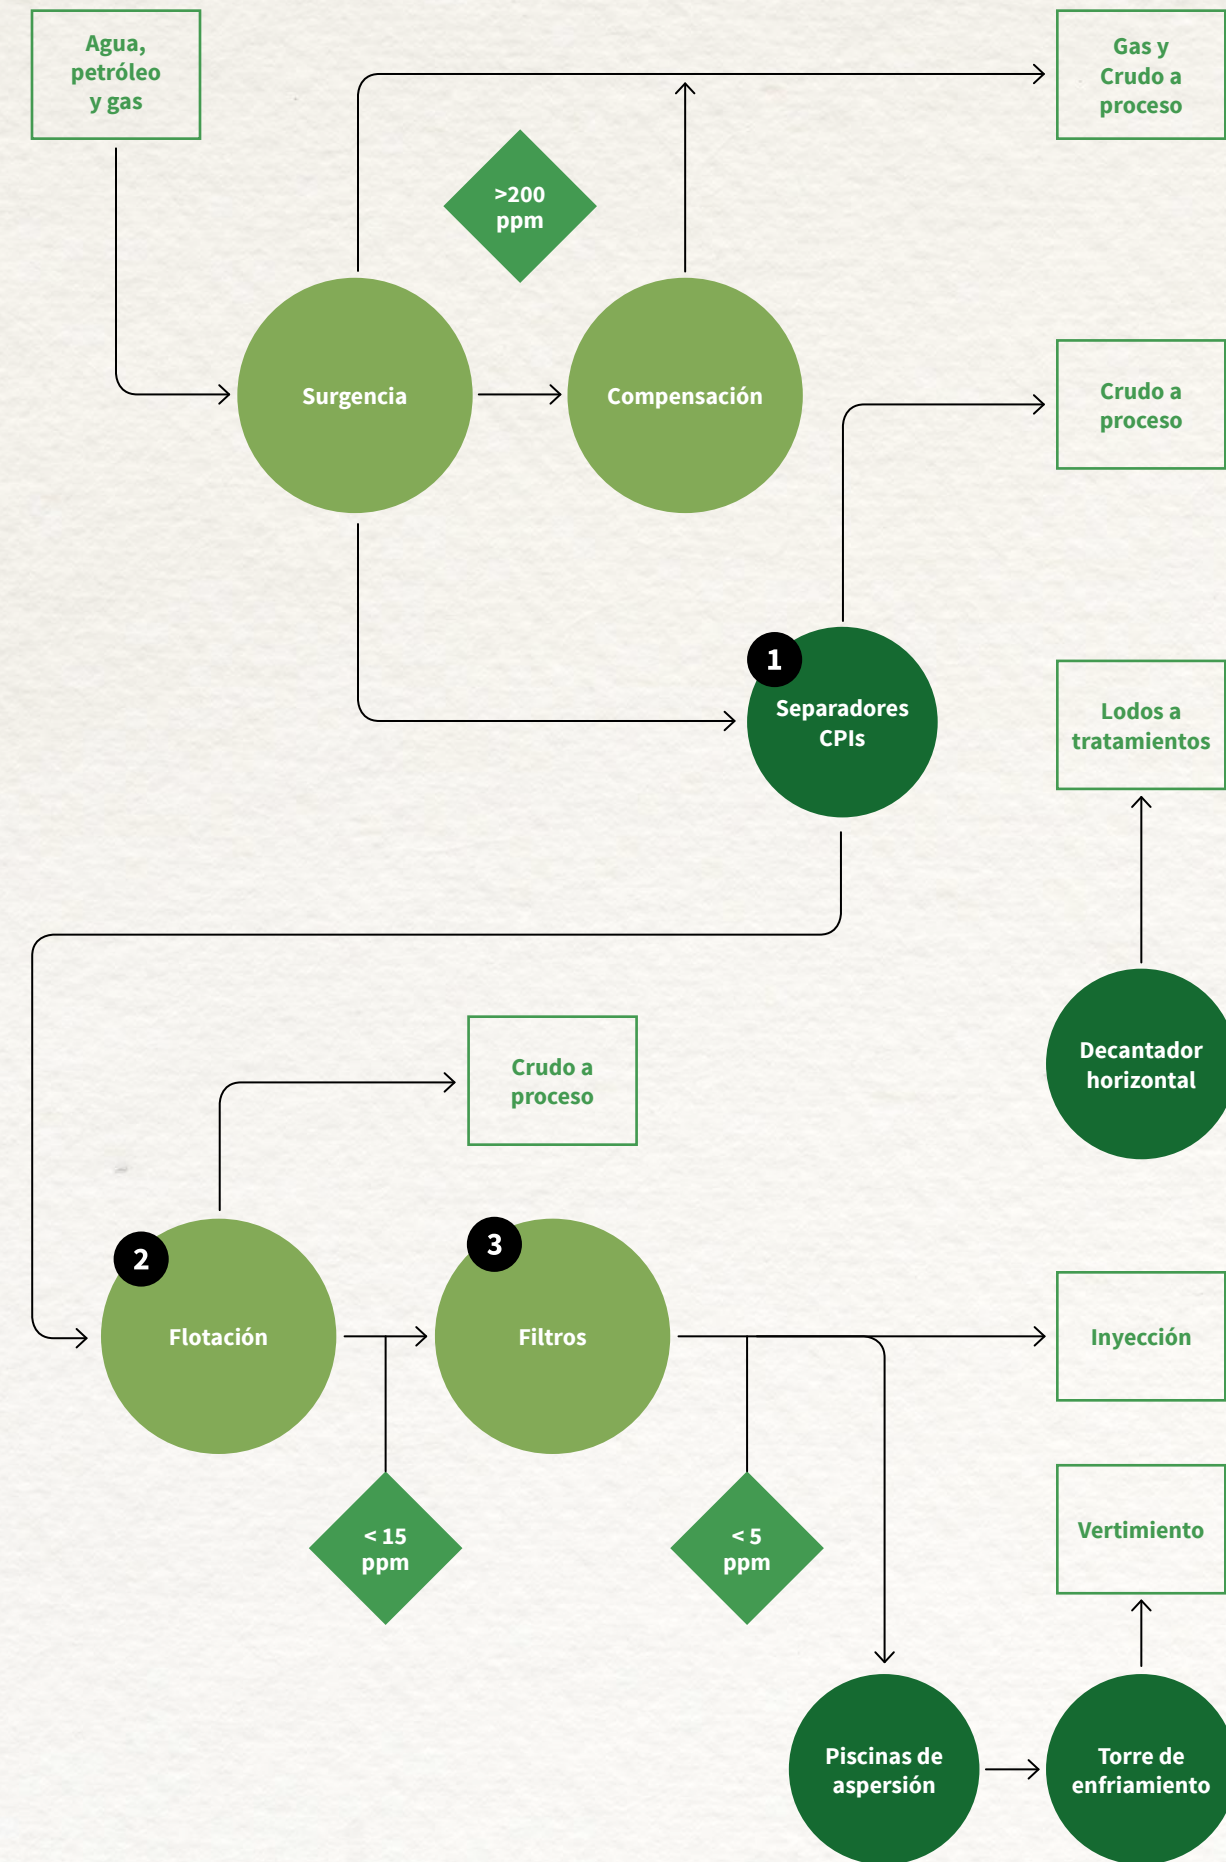 Agua,
petróleo
y gas
Gas y
Crudo a
proceso
>200
ppm
Surgencia
Compensación
Crudo a
proceso
1
Separadores
CPIs
Lodos a
tratamientos
Decantador
horizontal
Crudo a
proceso
2
Flotación
3
Filtros
Inyección
< 15
ppm
< 5
ppm
Vertimiento
Piscinas de
aspersión
Torre de
enfriamiento